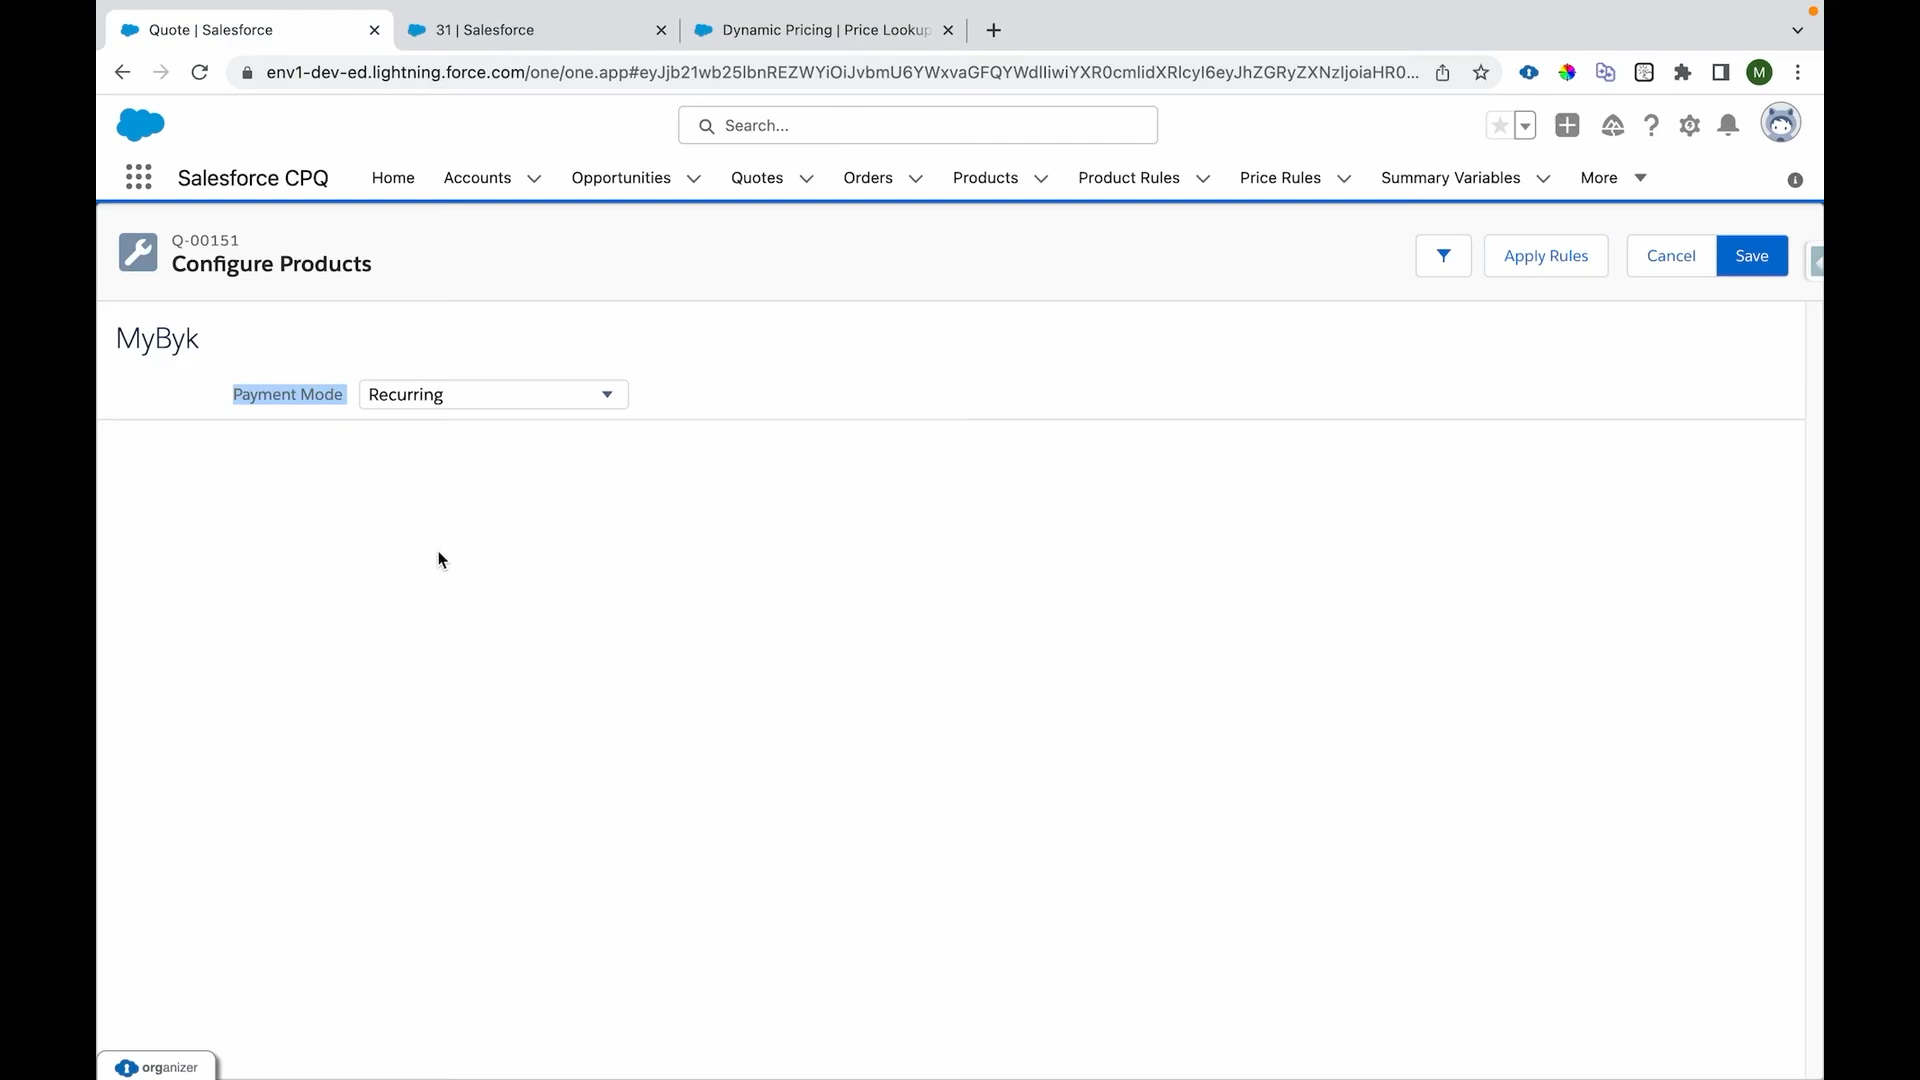 Quote | Salesforce
31 | Salesforce
Dynamic Pricing | Price Lookup
env1-dev-ed.lightning.force.com/one/one.app#eyJjb21wb25lbnREZWYiOiJvbmU6YWxvaGFQYWdlIiwiYXR0cmlidXRlcyI6eyJhZGRyZXNzIjoiaHR0...
M
Search...
Salesforce CPQ
Home
Accounts
Opportunities
Quotes
Orders
Products
Product Rules
Price Rules
Summary Variables
More
Q-00151
Configure Products
Apply Rules
Cancel
Save
MyByk
Payment Mode
Recurring
organizer